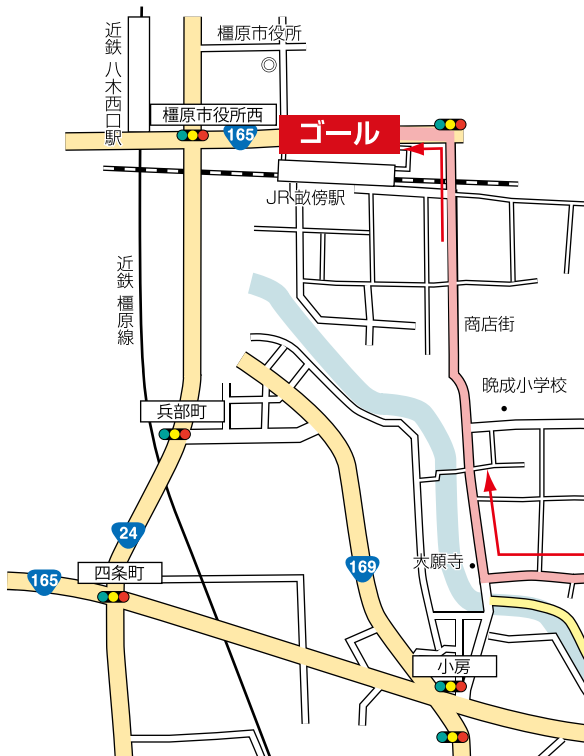 橿原市役所
近鉄 八木西口駅
橿原市役所西
165
ゴール
JR 畝傍駅
近鉄 橿原線
商店街
晩成小学校
兵部町
24
大願寺
169
四条町
165
小房